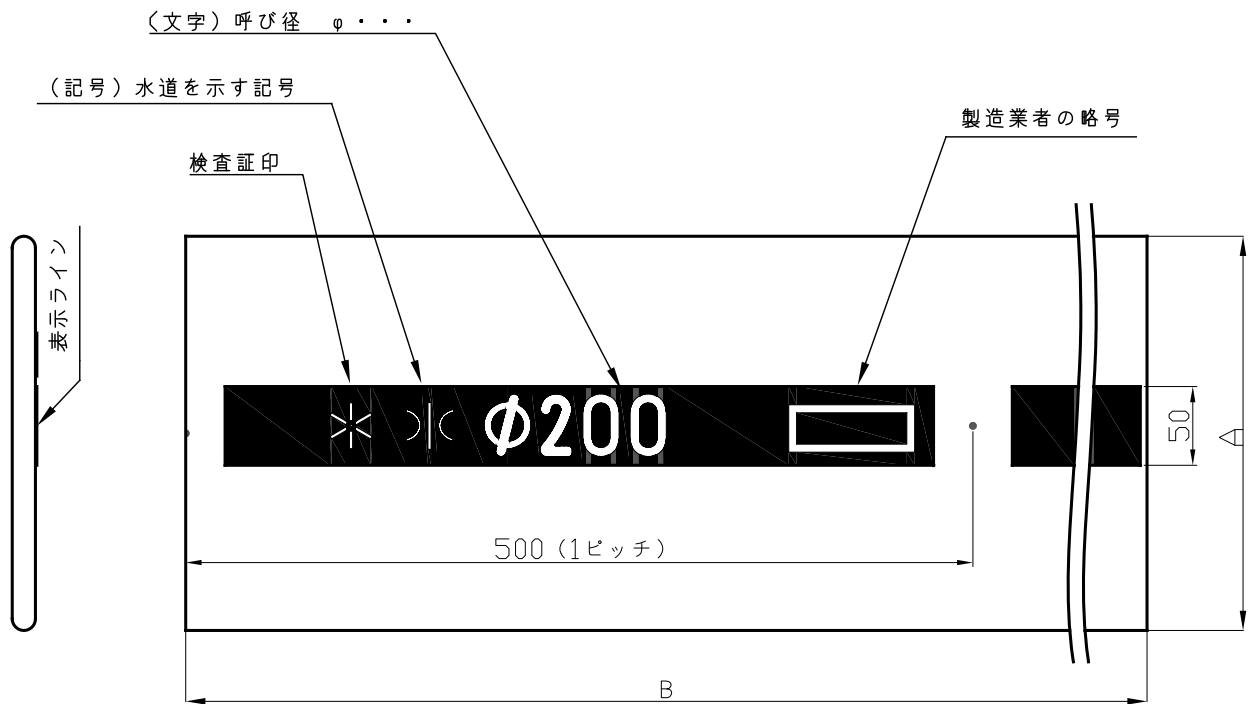 (文字)呼び径 φ・・・
(記号)水道を示す記号
製造業者の略号
検査証印
表示ライン
φ200
50
A
500(1ピッチ)
B